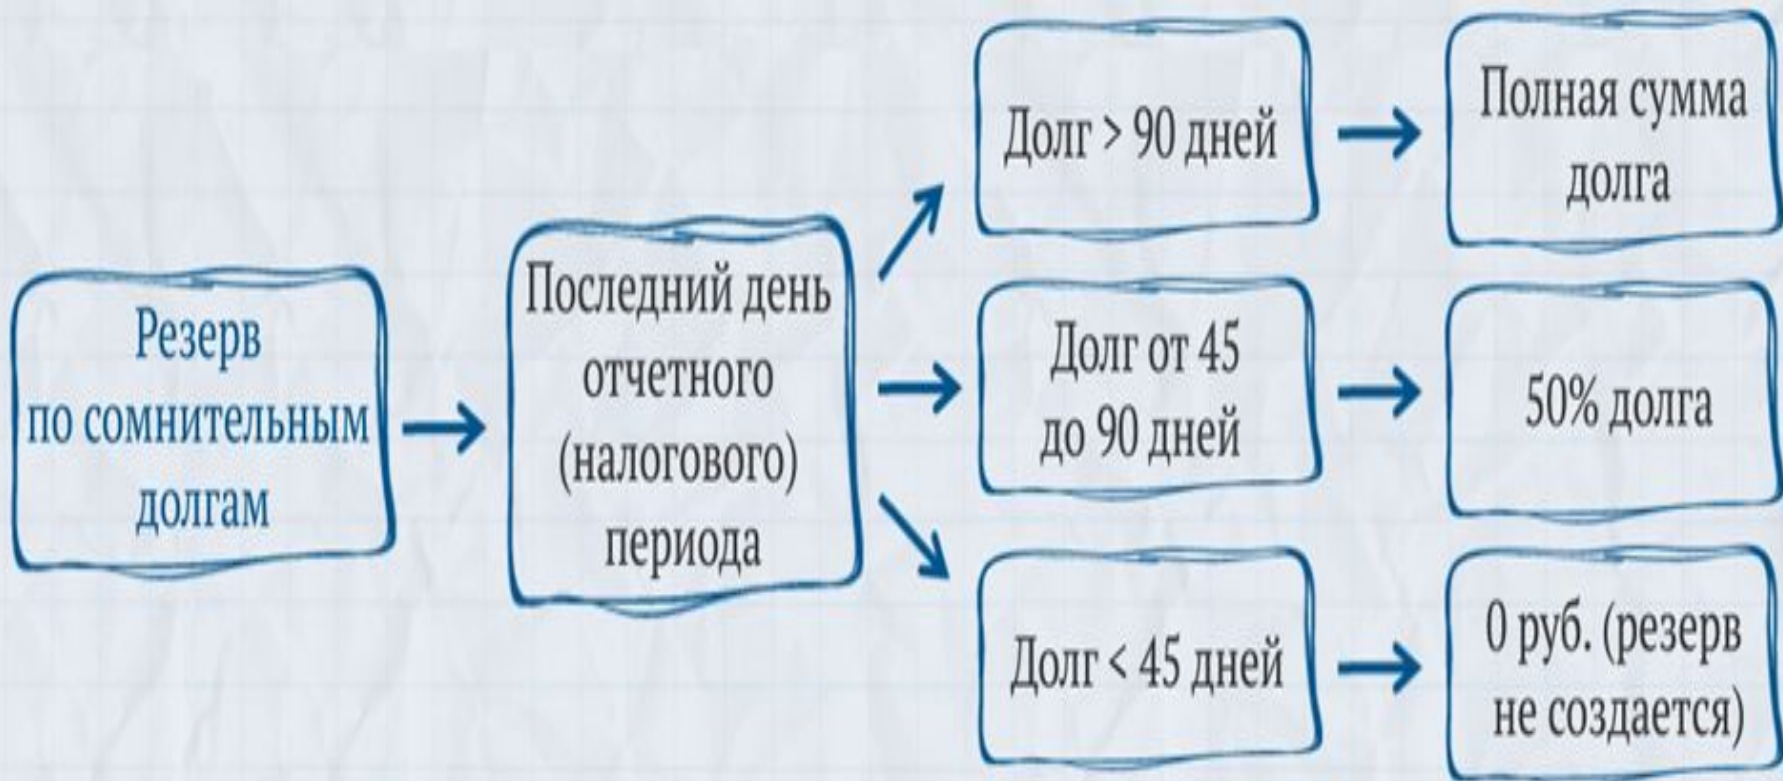 Резерв
по сомнительным
долгам
Последний день
отчетного
(налогового)
периода
Долг > 90 дней
Полная сумма
долга
Долг от 45
до 90 дней
50% долга
Долг < 45 дней
0 руб. (резерв
не создается)